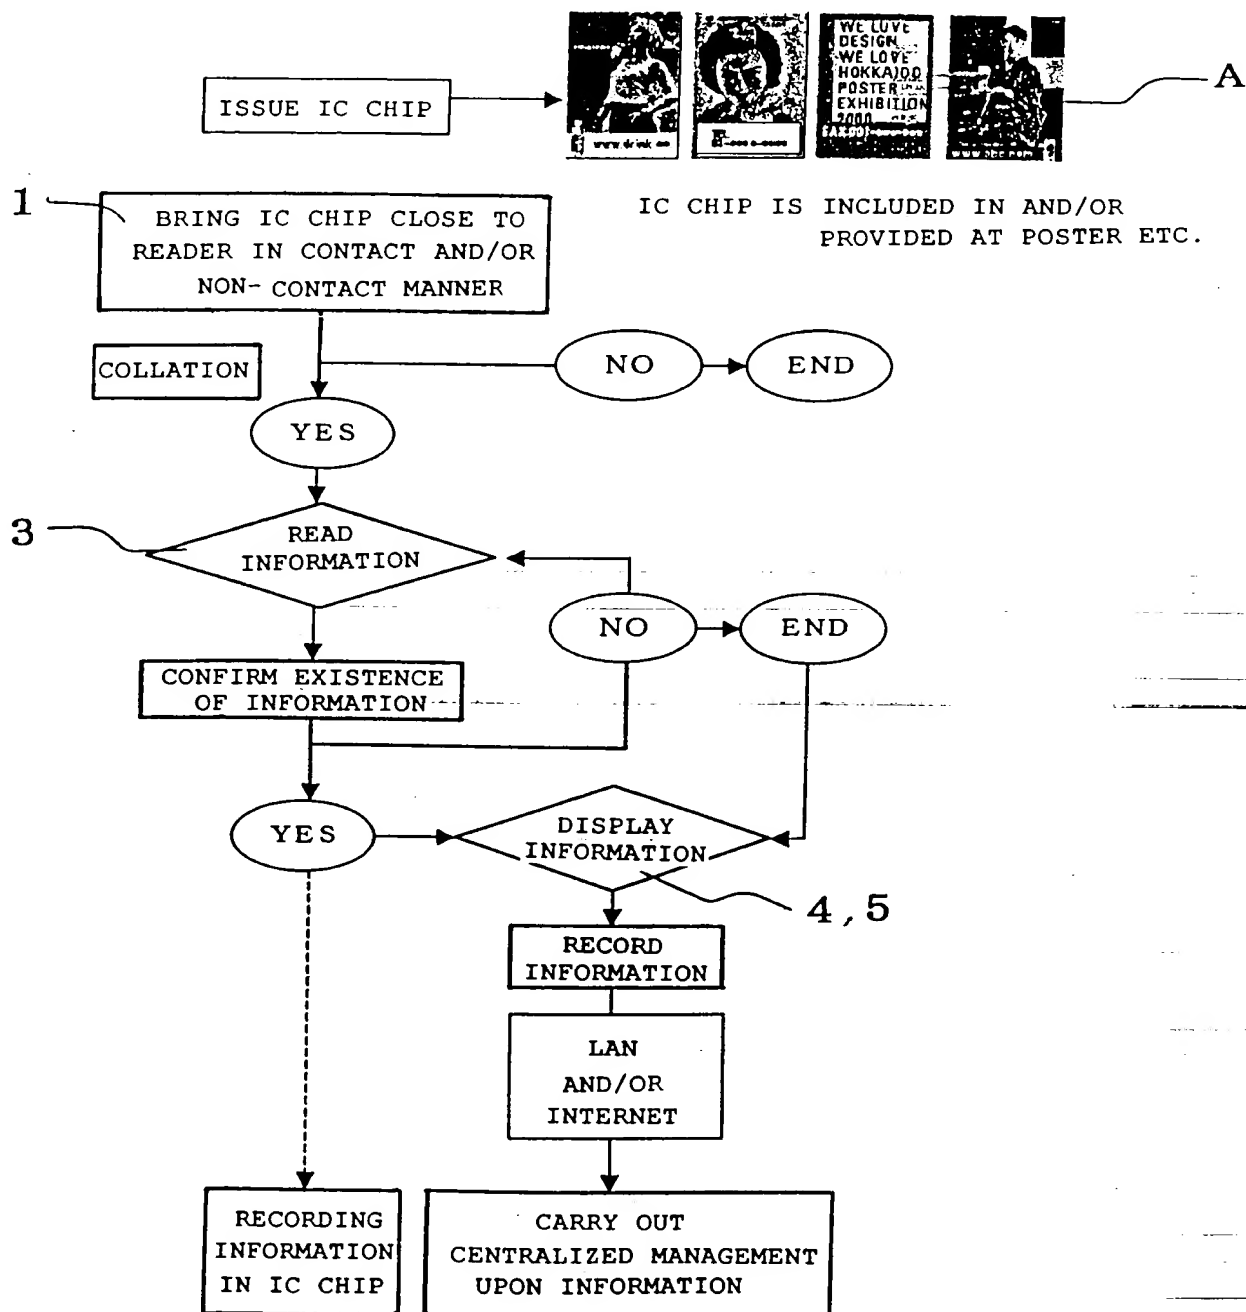 ISSUE IC CHIP
www.drink
WE LOVE
DESIGN
WE LOVE
HOKKAIDO
POSTER
EXHIBITION
2000
A
IC CHIP IS INCLUDED IN AND/OR
PROVIDED AT POSTER ETC.
1
BRING IC CHIP CLOSE TO
READER IN CONTACT AND/OR
NON- CONTACT MANNER
COLLATION
NO
END
YES
3
READ
INFORMATION
NO
END
CONFIRM EXISTENCE
OF INFORMATION
YES
DISPLAY
INFORMATION
4,5
RECORD
INFORMATION
LAN
AND/OR
INTERNET
RECORDING
INFORMATION
IN IC CHIP
CARRY OUT
CENTRALIZED MANAGEMENT
UPON INFORMATION